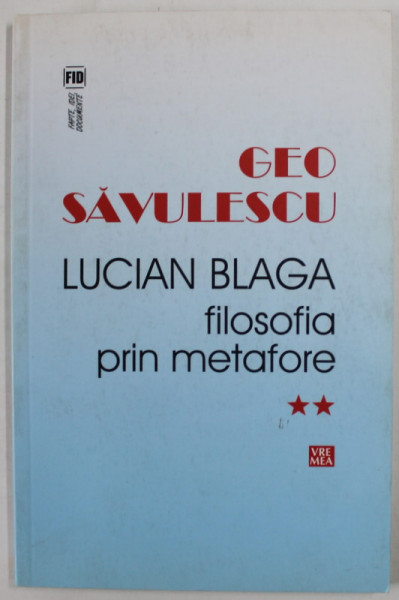 FID
FAPTE, IDEI,
DOCUMENTE
GEO
SĂVULESCU
LUCIAN BLAGA
filosofia
prin metafore
★★
VRE
MEA